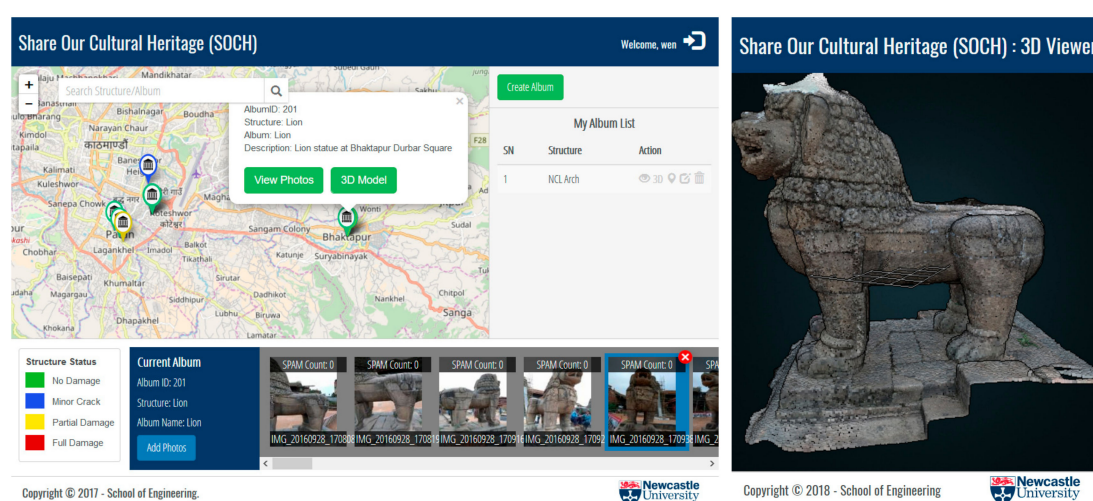 Share Our Cultural Heritage (SOCH)
Welcome, wen
Share Our Cultural Heritage (SOCH) : 3D Viewer
+
−
Search Structure/Album
Mandikhatar
Bishalnagar
Boudha
Narayan Chaur
Kimdol
काठमाण्डौं
Kalimati
Kuleshwor
Sanepa Chowk
Chobhar
Lagankhel
Imadol
Balkot
Tikathali
Sangam Colony
Wonti
Bhaktapur
Sudal
Katunje
Suryabinayak
Baisepati
Khumaltar
Magargau
Siddhipur
Sirutar
Dadhikot
Lubhu
Biruwa
Nankhel
Chitpol
Sanga
Dhapakhel
Khokana
Lamatar
F28
×
AlbumID: 201
Structure: Lion
Album: Lion
Description: Lion statue at Bhaktapur Durbar Square
View Photos
3D Model
Create Album
My Album List
SN Structure Action
1 NCL Arch 3D
Structure Status
No Damage
Minor Crack
Partial Damage
Full Damage
Current Album
Album ID: 201
Structure: Lion
Album Name: Lion
Add Photos
SPAM Count: 0 SPAM Count: 0 SPAM Count: 0 SPAM Count: 0 SPAM Count: 0
IMG_20160928_17080 IMG_20160928_17081 IMG_20160928_17091 IMG_20160928_17092 IMG_20160928_17093
Copyright © 2017 - School of Engineering.
Newcastle University
Copyright © 2018 - School of Engineering
Newcastle University